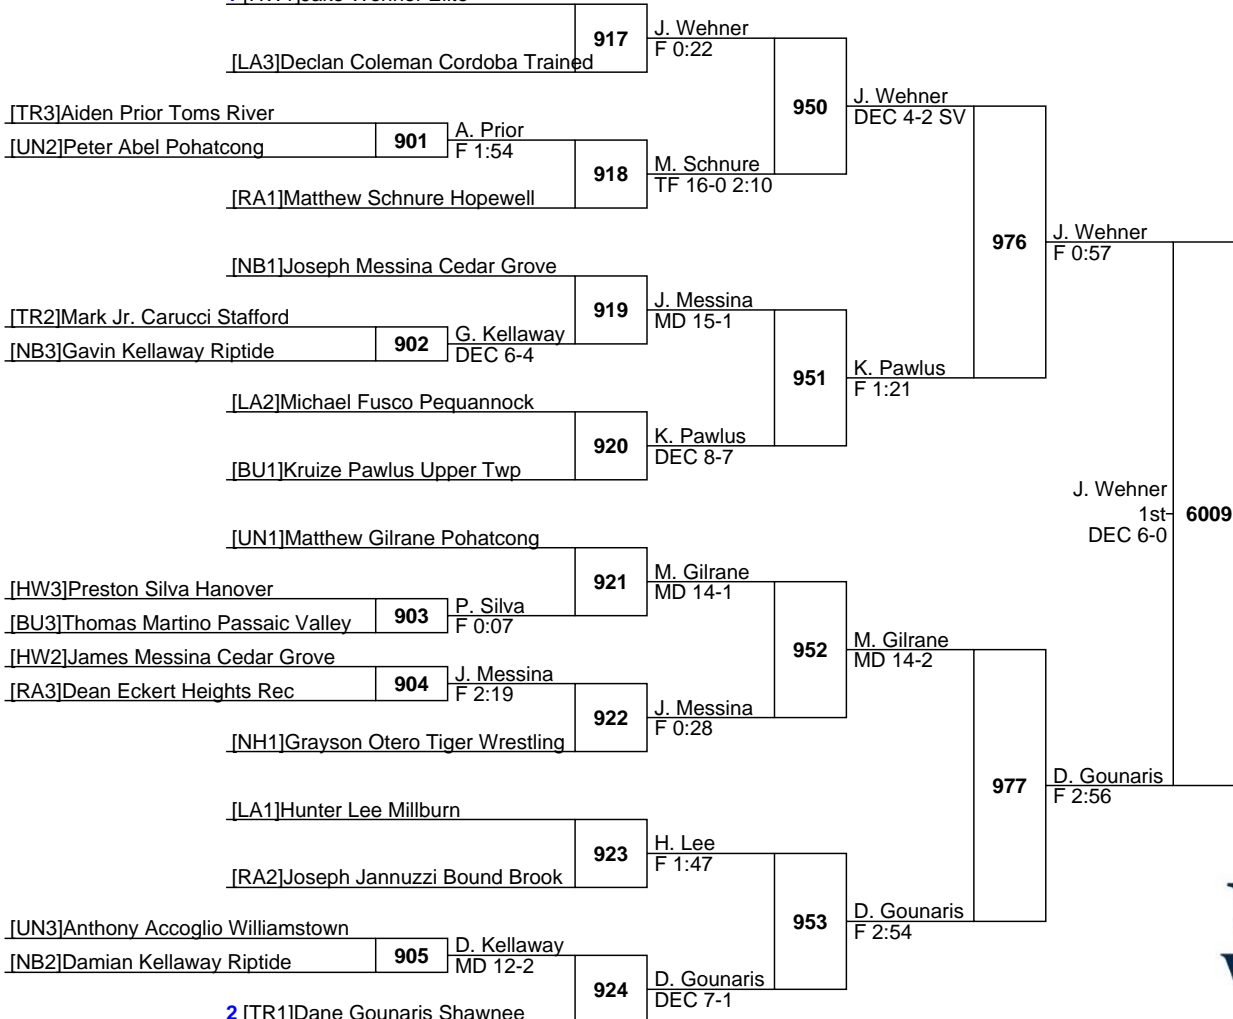 917
J. Wehner
F 0:22
[LA3]Declan Coleman Cordoba Trained
950
J. Wehner
DEC 4-2 SV
[TR3]Aiden Prior Toms River
901
A. Prior
F 1:54
[UN2]Peter Abel Pohatcong
918
M. Schnure
TF 16-0 2:10
[RA1]Matthew Schnure Hopewell
976
J. Wehner
F 0:57
[NB1]Joseph Messina Cedar Grove
919
J. Messina
MD 15-1
[TR2]Mark Jr. Carucci Stafford
902
G. Kellaway
DEC 6-4
[NB3]Gavin Kellaway Riptide
951
K. Pawlus
F 1:21
[LA2]Michael Fusco Pequannock
920
K. Pawlus
DEC 8-7
[BU1]Kruize Pawlus Upper Twp
J. Wehner
1st
DEC 6-0
6009
[UN1]Matthew Gilrane Pohatcong
921
M. Gilrane
MD 14-1
[HW3]Preston Silva Hanover
903
P. Silva
F 0:07
[BU3]Thomas Martino Passaic Valley
952
M. Gilrane
MD 14-2
[HW2]James Messina Cedar Grove
904
J. Messina
F 2:19
[RA3]Dean Eckert Heights Rec
922
J. Messina
F 0:28
[NH1]Grayson Otero Tiger Wrestling
977
D. Gounaris
F 2:56
[LA1]Hunter Lee Millburn
923
H. Lee
F 1:47
[RA2]Joseph Jannuzzi Bound Brook
953
D. Gounaris
F 2:54
[UN3]Anthony Accoglio Williamstown
905
D. Kellaway
MD 12-2
[NB2]Damian Kellaway Riptide
924
D. Gounaris
DEC 7-1
2 [TR1]Dane Gounaris Shawnee